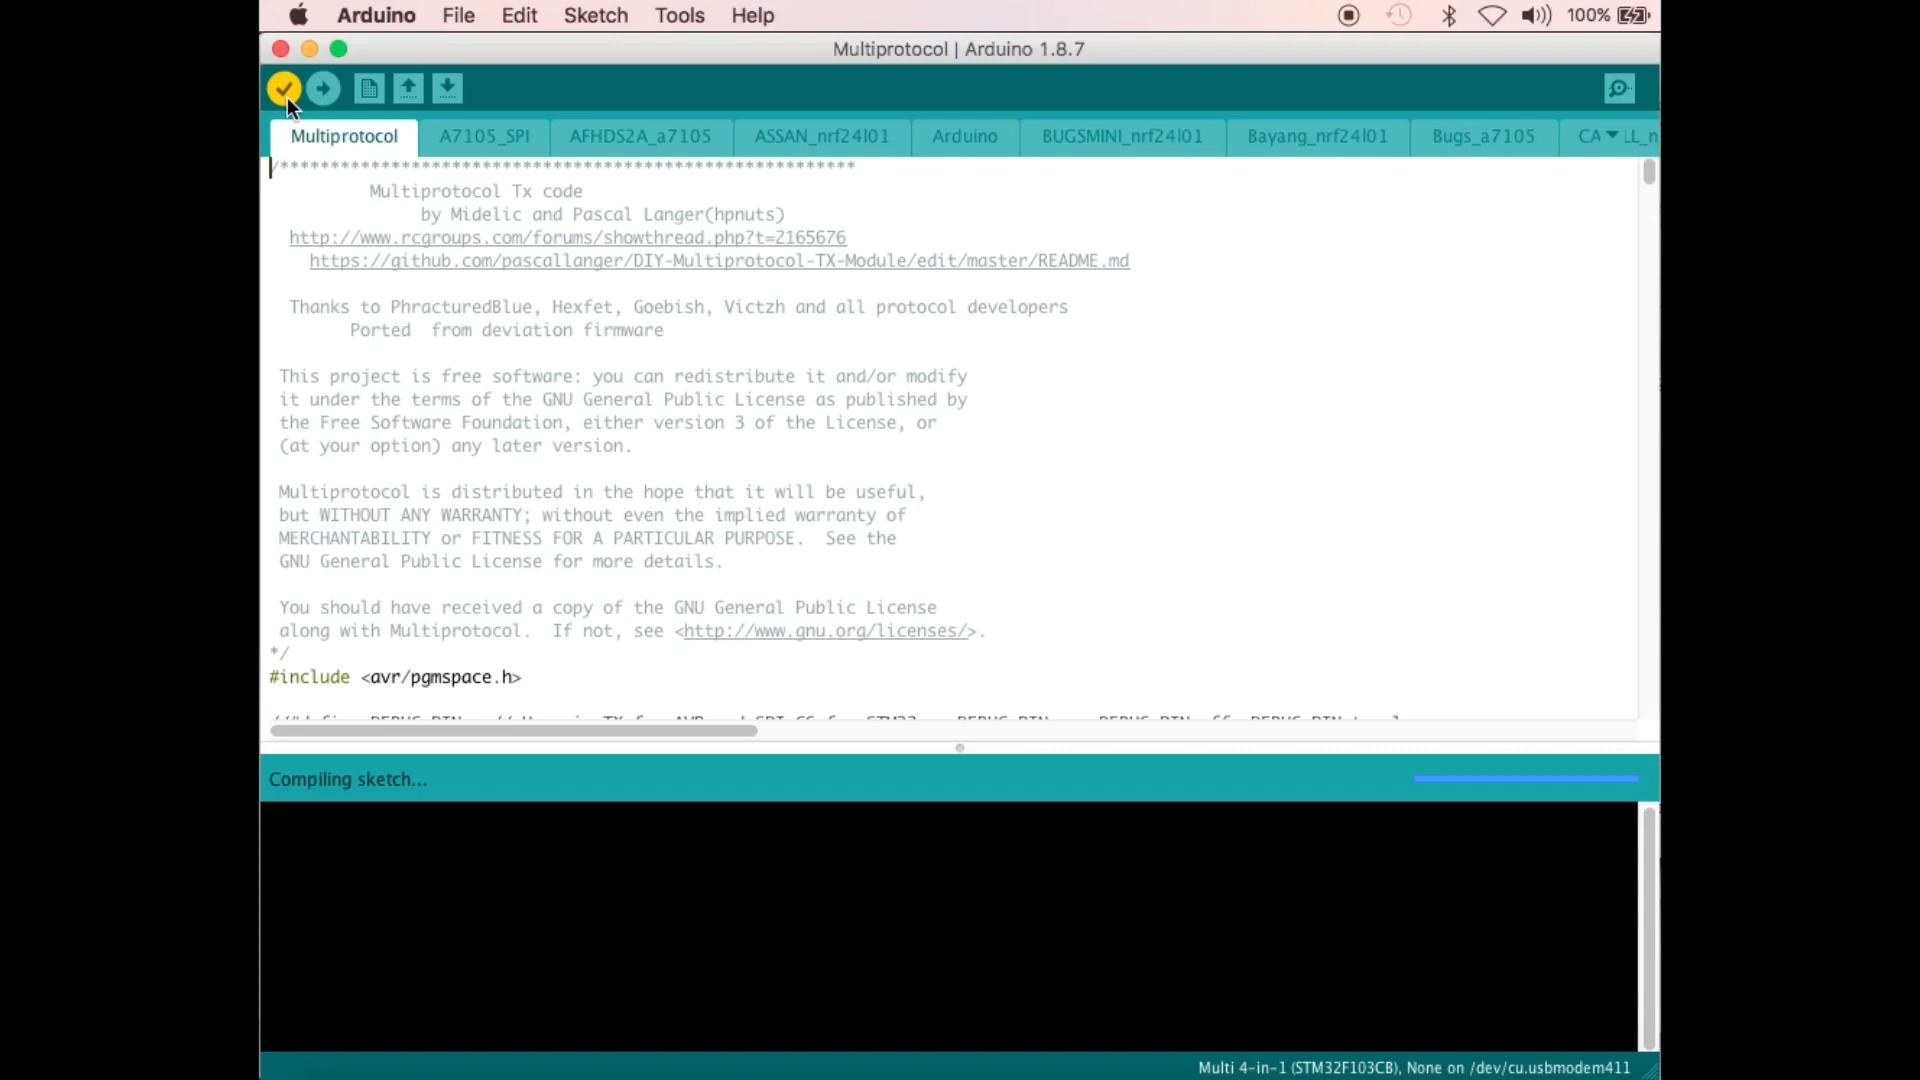 Arduino File Edit Sketch Tools Help 100%
Multiprotocol | Arduino 1.8.7
Multiprotocol A7105_SPI AFHDS2A_a7105 ASSAN_nrf24l01 Arduino BUGSMINI_nrf24l01 Bayang_nrf24l01 Bugs_a7105 CA LL_n
/*********************************************************
Multiprotocol Tx code
by Midelic and Pascal Langer(hpnuts)
http://www.rcgroups.com/forums/showthread.php?t=2165676
https://github.com/pascallanger/DIY-Multiprotocol-TX-Module/edit/master/README.md
Thanks to PhracturedBlue, Hexfet, Goebish, Victzh and all protocol developers
Ported  from deviation firmware
This project is free software: you can redistribute it and/or modify
it under the terms of the GNU General Public License as published by
the Free Software Foundation, either version 3 of the License, or
(at your option) any later version.
Multiprotocol is distributed in the hope that it will be useful,
but WITHOUT ANY WARRANTY; without even the implied warranty of
MERCHANTABILITY or FITNESS FOR A PARTICULAR PURPOSE.  See the
GNU General Public License for more details.
You should have received a copy of the GNU General Public License
along with Multiprotocol.  If not, see <http://www.gnu.org/licenses/>.
*/
#include <avr/pgmspace.h>
Compiling sketch...
Multi 4-in-1 (STM32F103CB), None on /dev/cu.usbmodem411